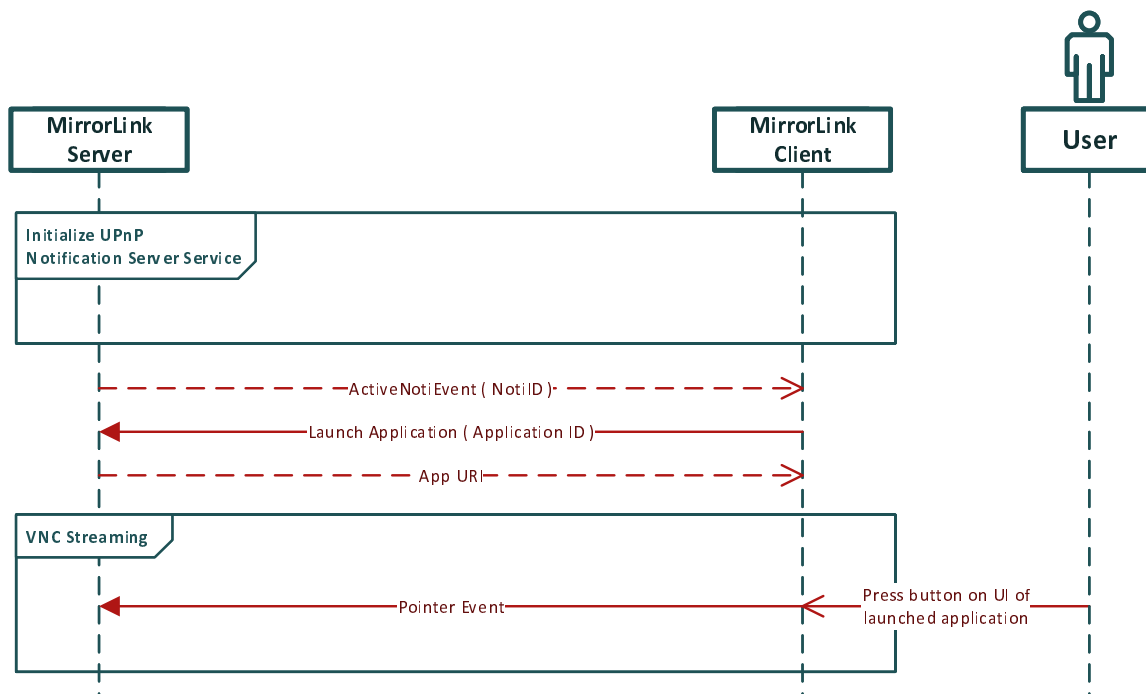 MirrorLink
Server
MirrorLink
Client
User
Initialize UPnP
Notification Server Service
ActiveNotiEvent ( NotiID )
Launch Application ( Application ID )
App URI
VNC Streaming
Pointer Event
Press button on UI of
launched application